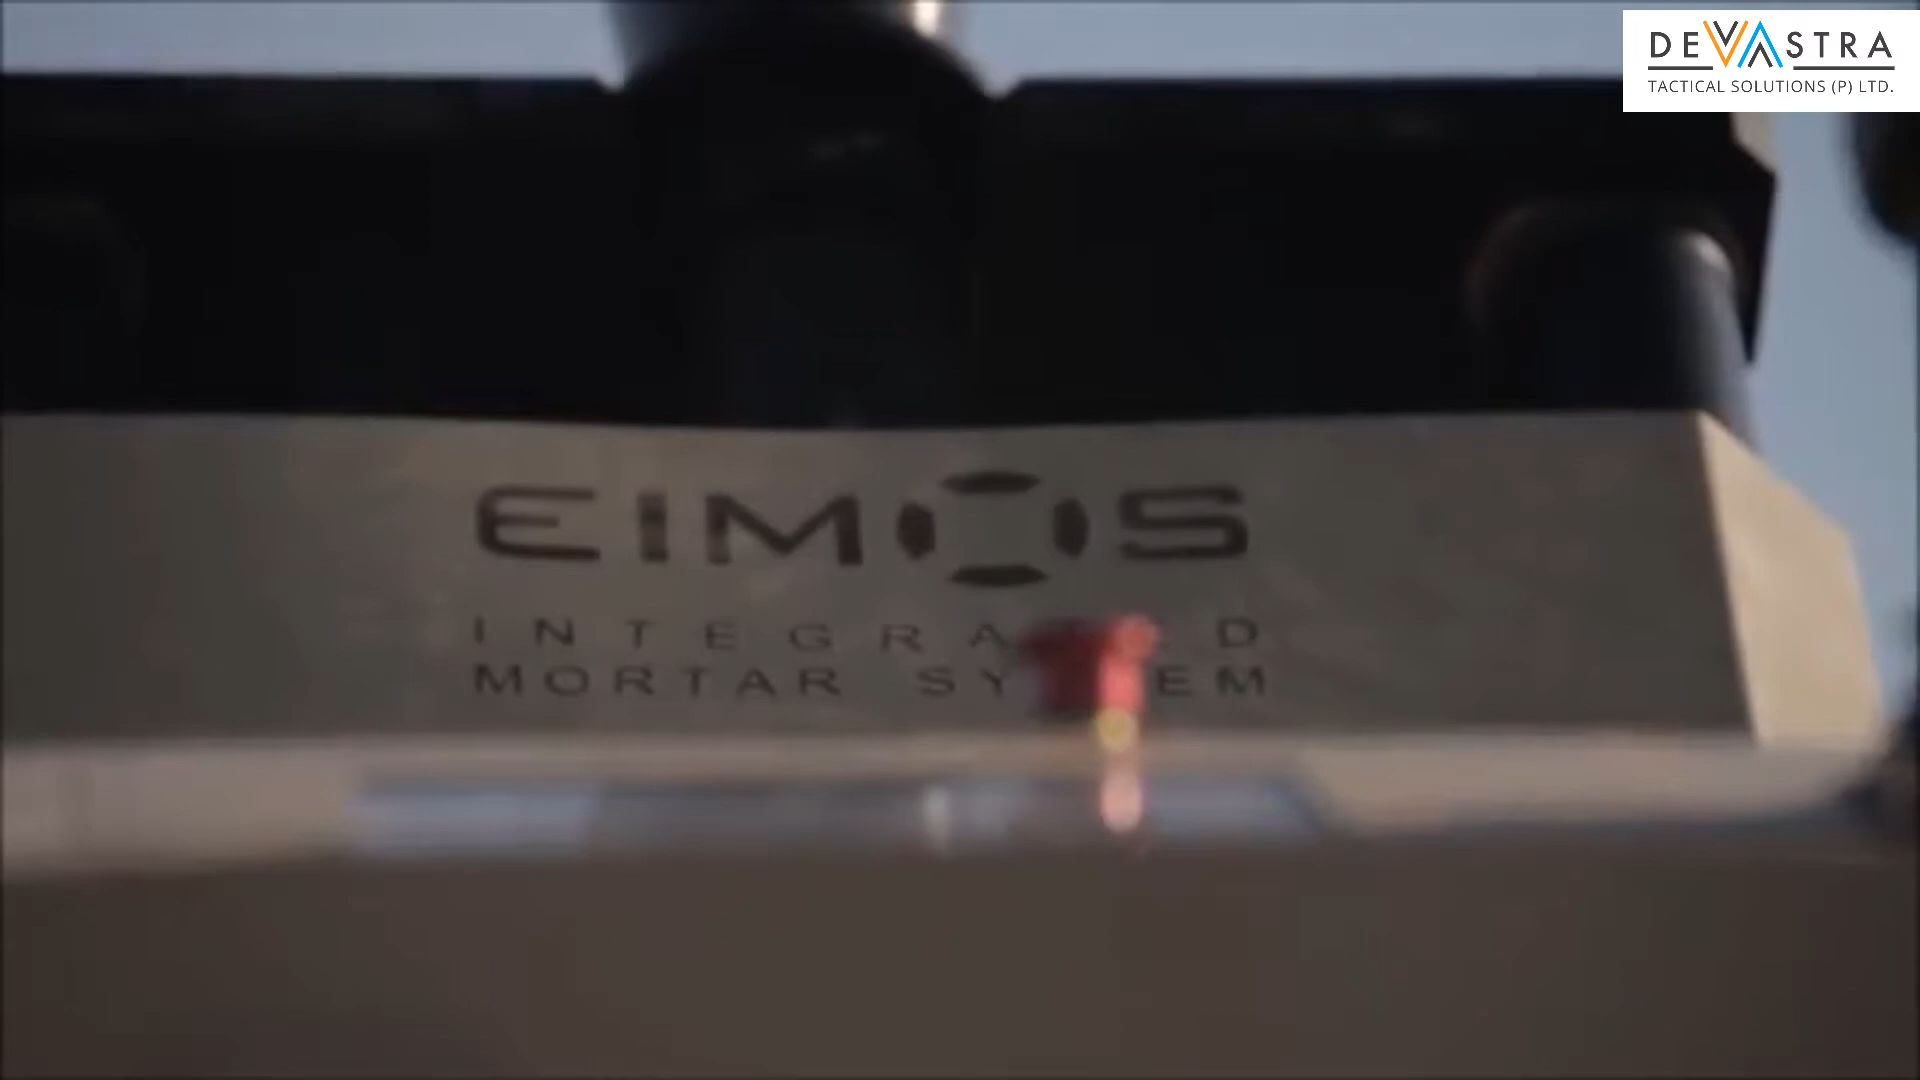 DEVASTRA
TACTICAL SOLUTIONS (P) LTD.
EIMOS
INTEGRATED
MORTAR SYSTEM